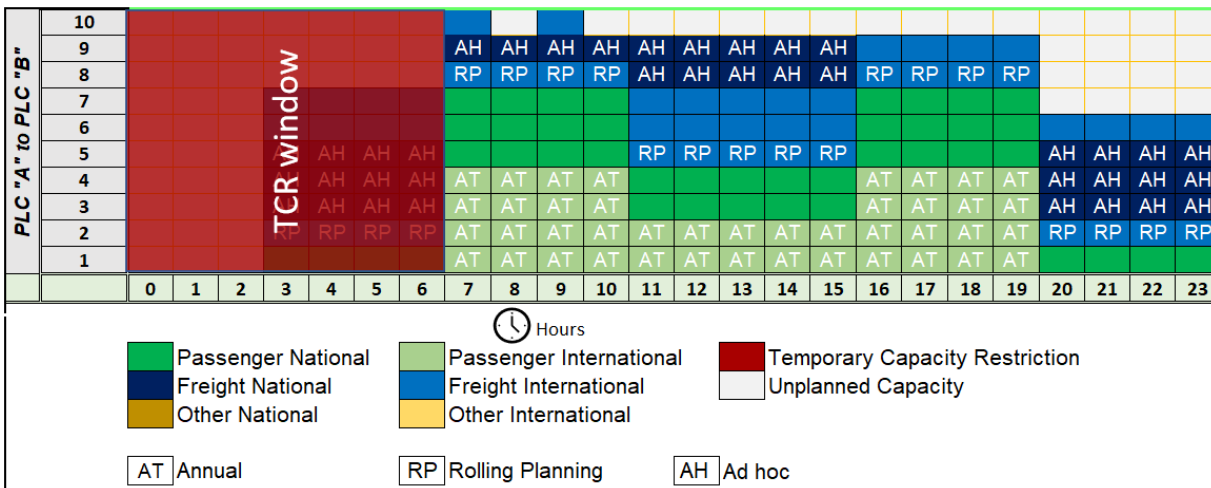 PLC "A" to PLC "B"
TCR window
10
9 AH AH AH AH AH AH AH AH AH
8 RP RP RP RP AH AH AH AH AH RP RP RP RP
7
6
5 AH AH AH AH RP RP RP RP RP AH AH AH AH
4 AH AH AH AH AT AT AT AT AT AT AT AT AH AH AH AH
3 AH AH AH AH AT AT AT AT AT AT AT AT AH AH AH AH
2 RP RP RP RP AT AT AT AT AT AT AT AT AT AT AT AT AT RP RP RP RP
1 AT AT AT AT AT AT AT AT AT AT AT AT AT
0 1 2 3 4 5 6 7 8 9 10 11 12 13 14 15 16 17 18 19 20 21 22 23
Hours
Passenger National Passenger International Temporary Capacity Restriction
Freight National Freight International Unplanned Capacity
Other National Other International
AT Annual RP Rolling Planning AH Ad hoc